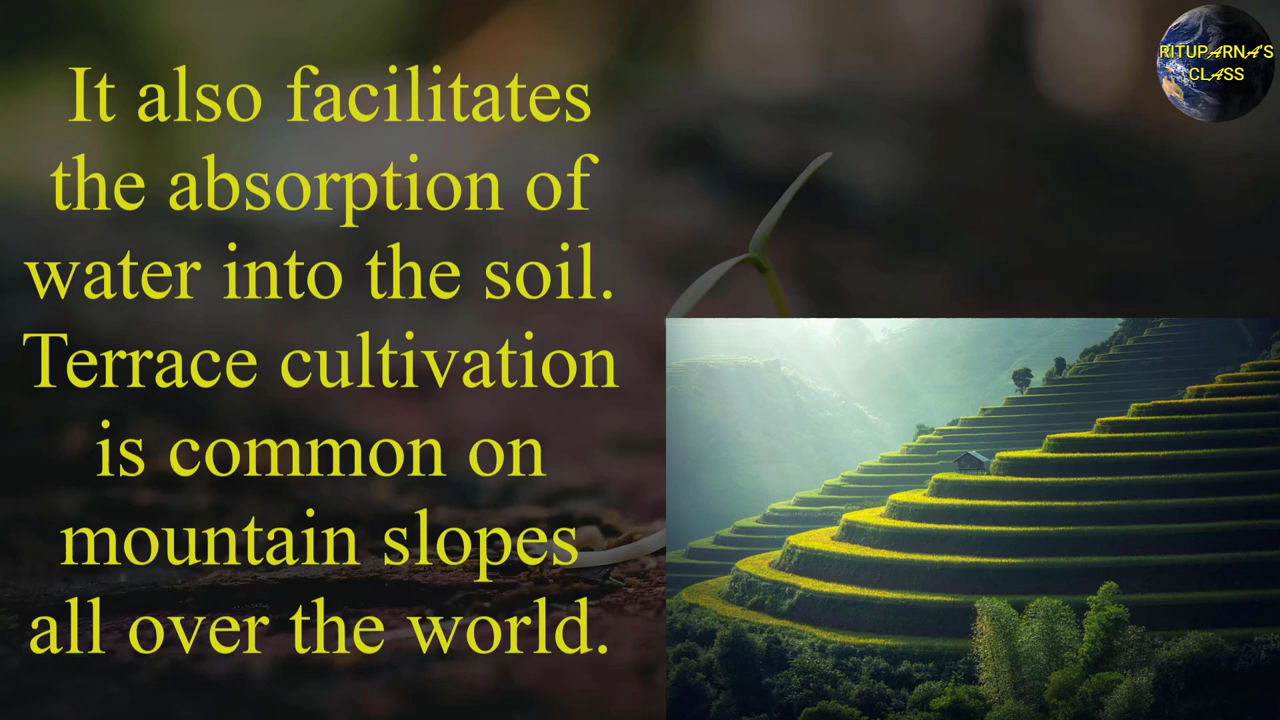 It also facilitates
the absorption of
water into the soil.
Terrace cultivation
is common on
mountain slopes
all over the world.
RITUPARNA'S
CLASS